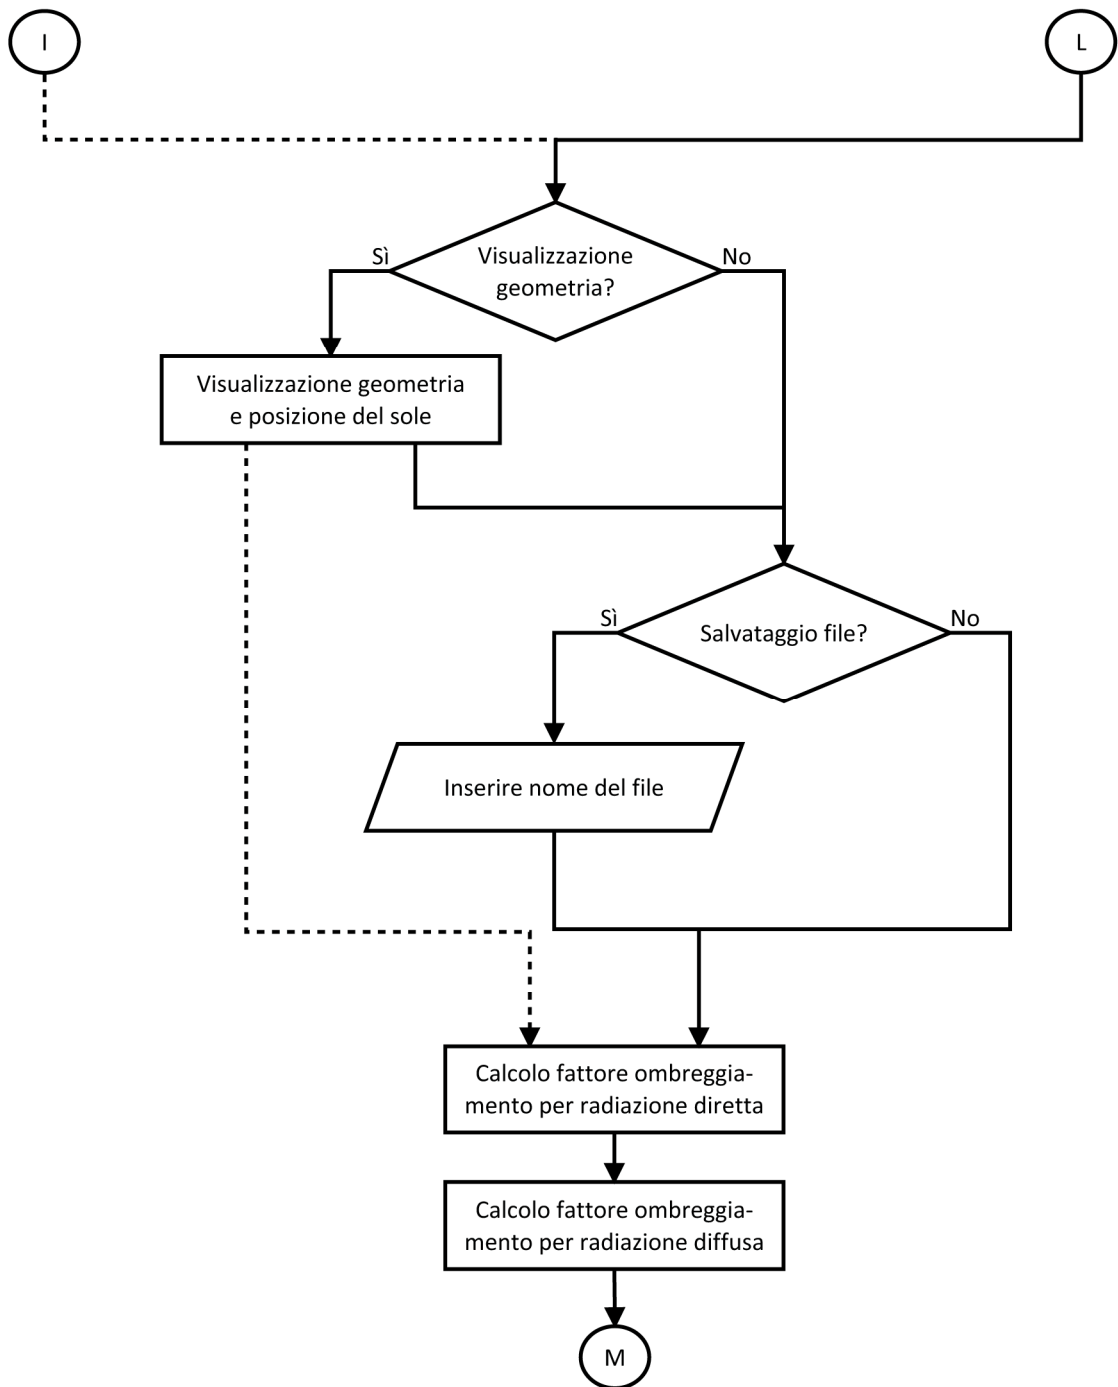 I
L
Visualizzazione
geometria?
Sì
No
Visualizzazione geometria
e posizione del sole
Salvataggio file?
Sì
No
Inserire nome del file
Calcolo fattore ombreggia-
mento per radiazione diretta
Calcolo fattore ombreggia-
mento per radiazione diffusa
M